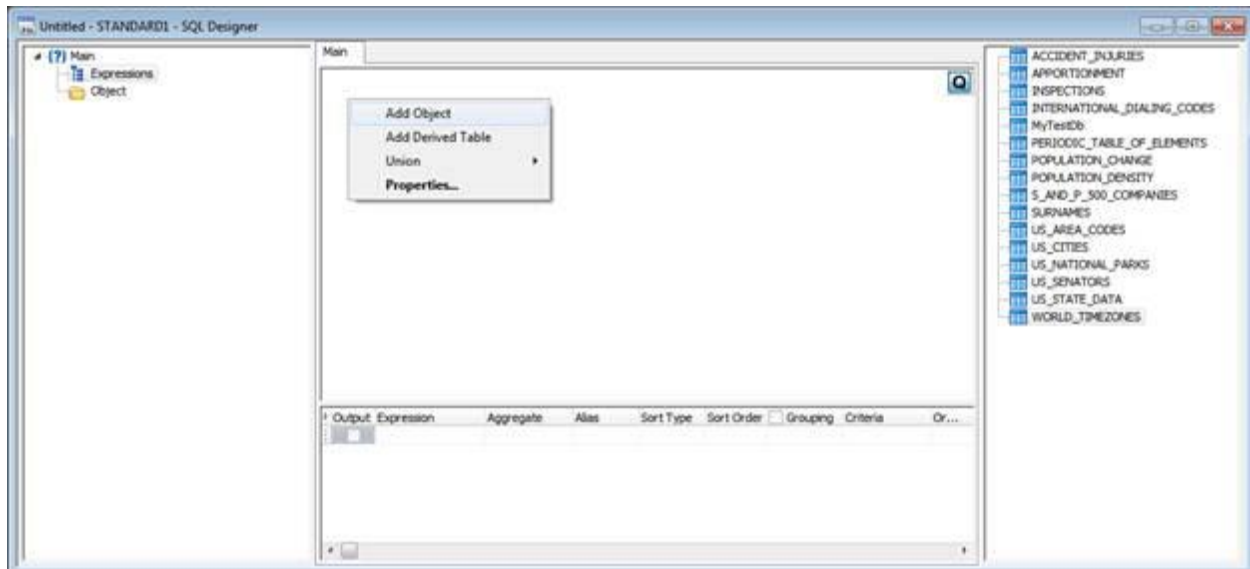 Untitled - STANDARD1 - SQL Designer
(?) Main
Expressions
Object
Main
Q
Add Object
Add Derived Table
Union
Properties...
Output Expression Aggregate Alias Sort Type Sort Order Grouping Criteria Or...
ACCIDENT_INJURIES
APPORTIONMENT
INSPECTIONS
INTERNATIONAL_DIALING_CODES
MyTestDb
PERIODIC_TABLE_OF_ELEMENTS
POPULATION_CHANGE
POPULATION_DENSITY
S_AND_P_500_COMPANIES
SURNAMES
US_AREA_CODES
US_CITIES
US_NATIONAL_PARKS
US_SENATORS
US_STATE_DATA
WORLD_TIMEZONES